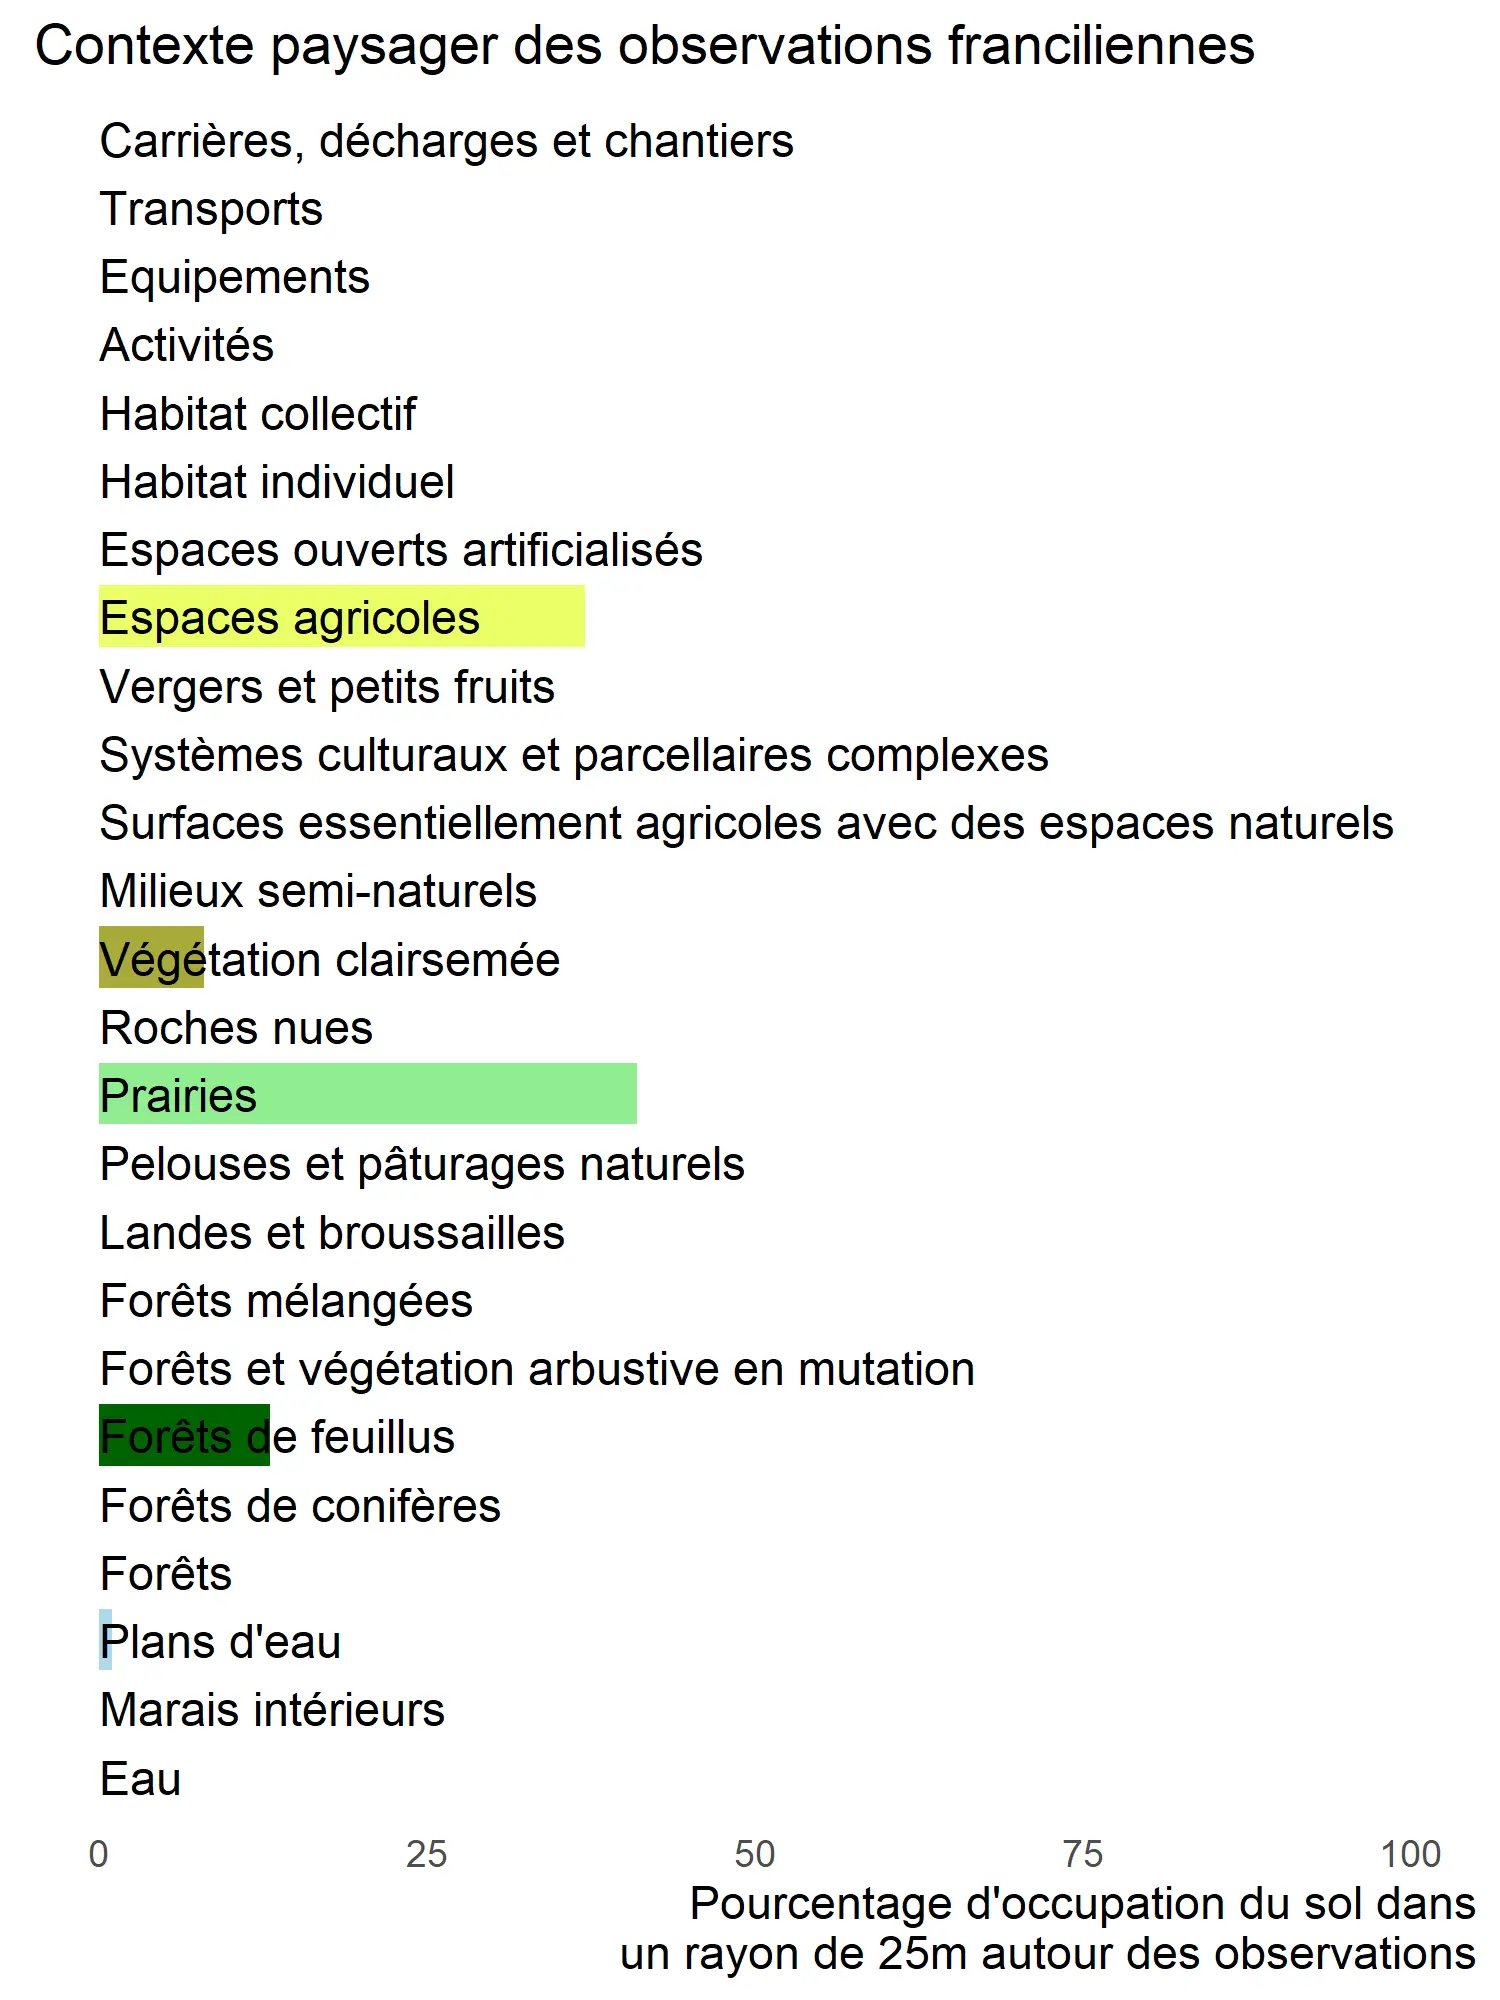 Contexte paysager des observations franciliennes
Carrières, décharges et chantiers
Transports
Equipements
Activités
Habitat collectif
Habitat individuel
Espaces ouverts artificialisés
Espaces agricoles
Vergers et petits fruits
Systèmes culturaux et parcellaires complexes
Surfaces essentiellement agricoles avec des espaces naturels
Milieux semi-naturels
Végétation clairsemée
Roches nues
Prairies
Pelouses et pâturages naturels
Landes et broussailles
Forêts mélangées
Forêts et végétation arbustive en mutation
Forêts de feuillus
Forêts de conifères
Forêts
Plans d'eau
Marais intérieurs
Eau
0 25 50 75 100
Pourcentage d'occupation du sol dans
un rayon de 25m autour des observations